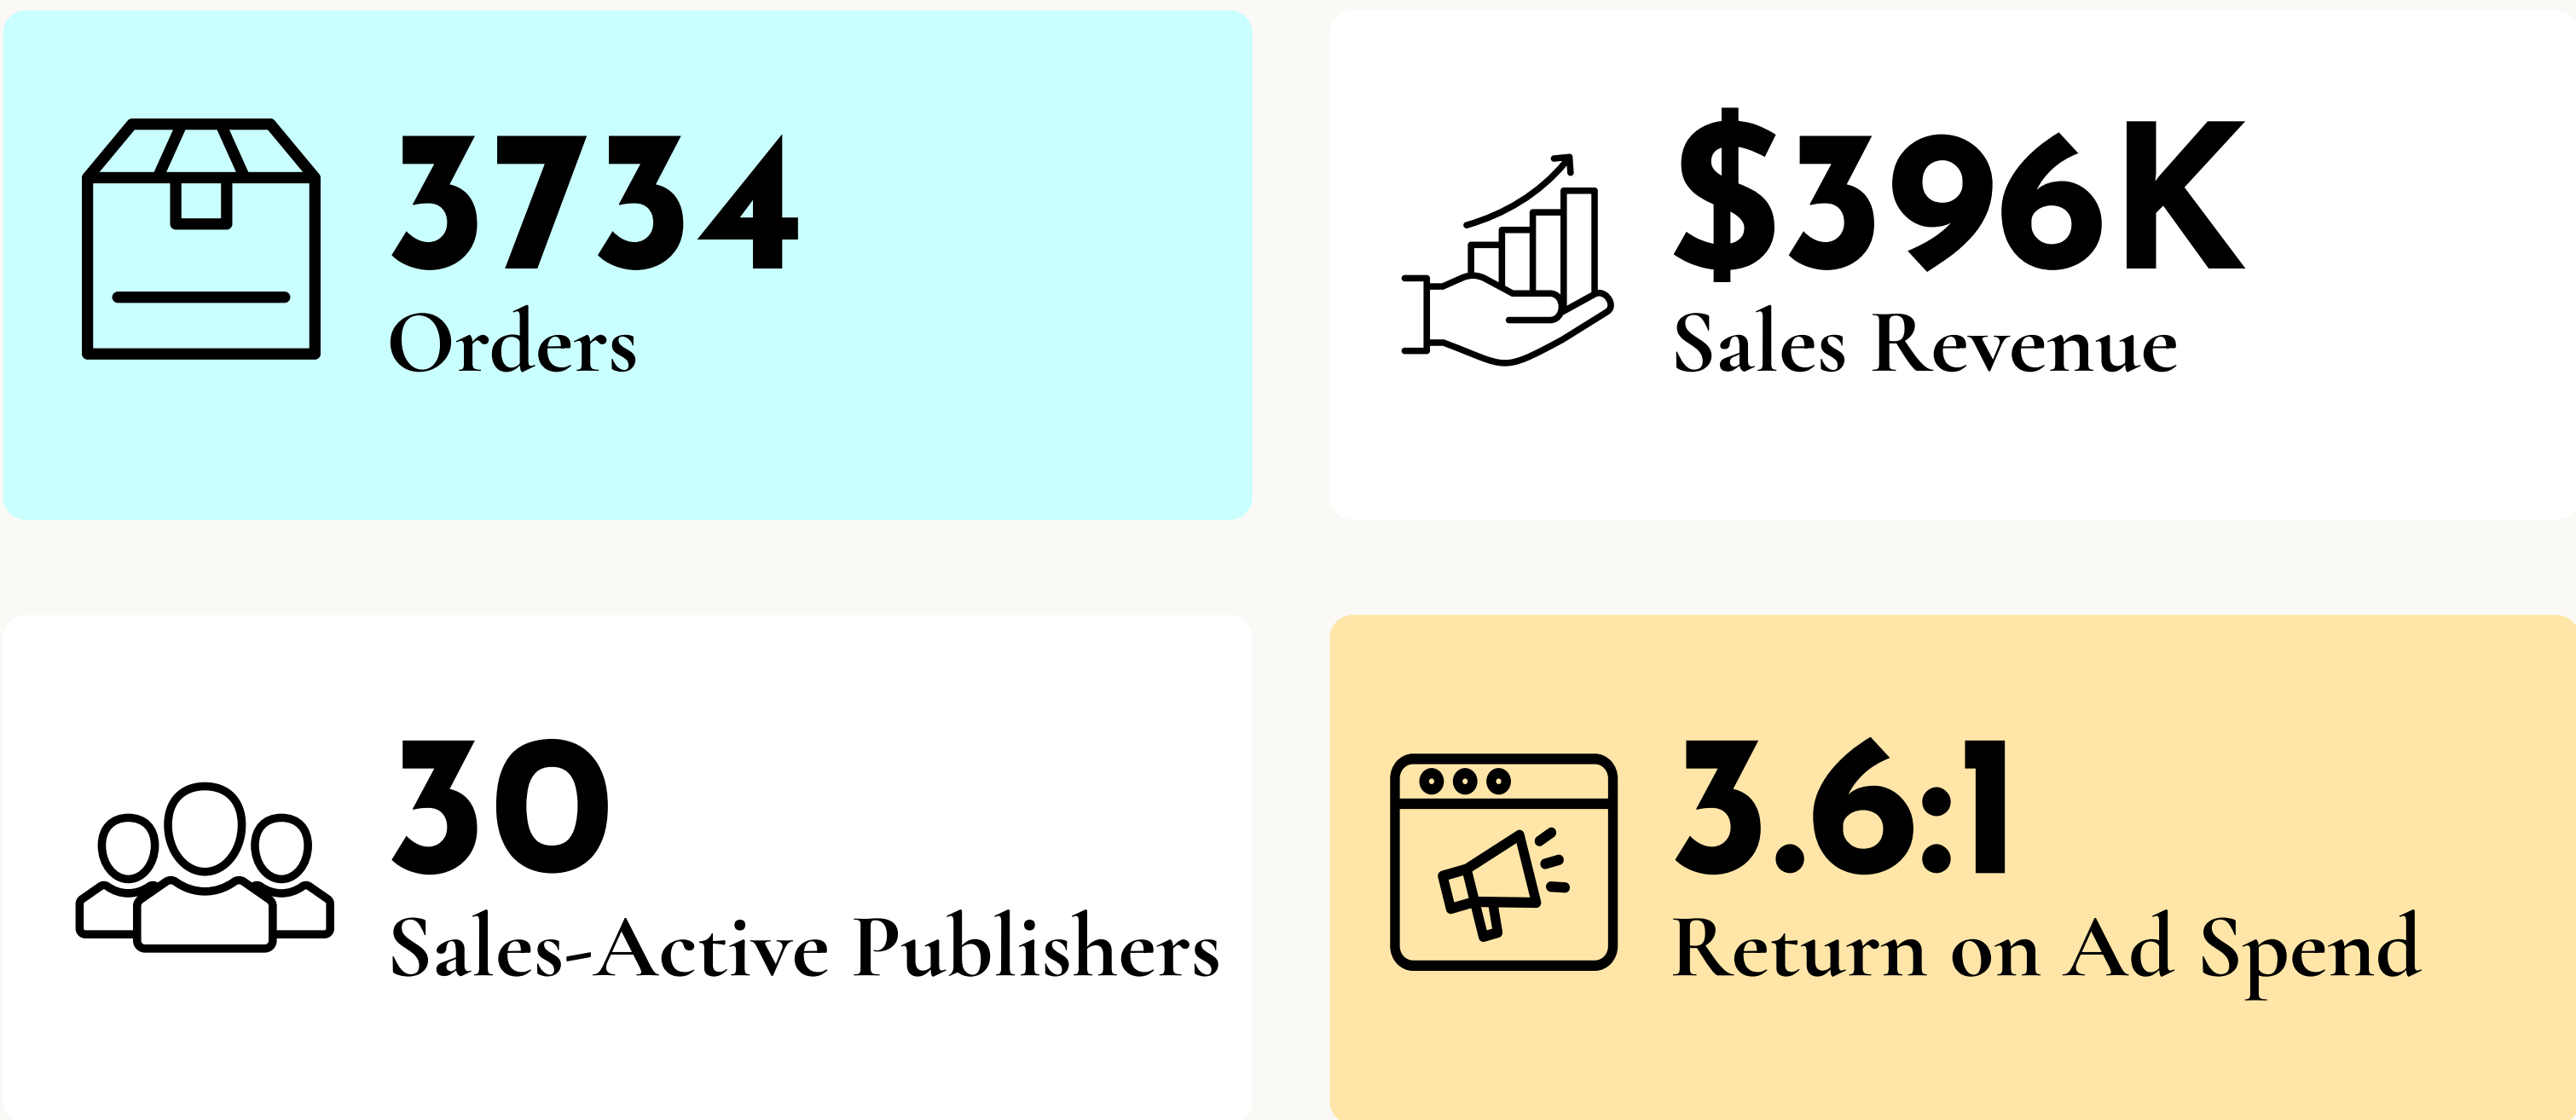 3734
Orders
$396K
Sales Revenue
30
Sales-Active Publishers
3.6:1
Return on Ad Spend